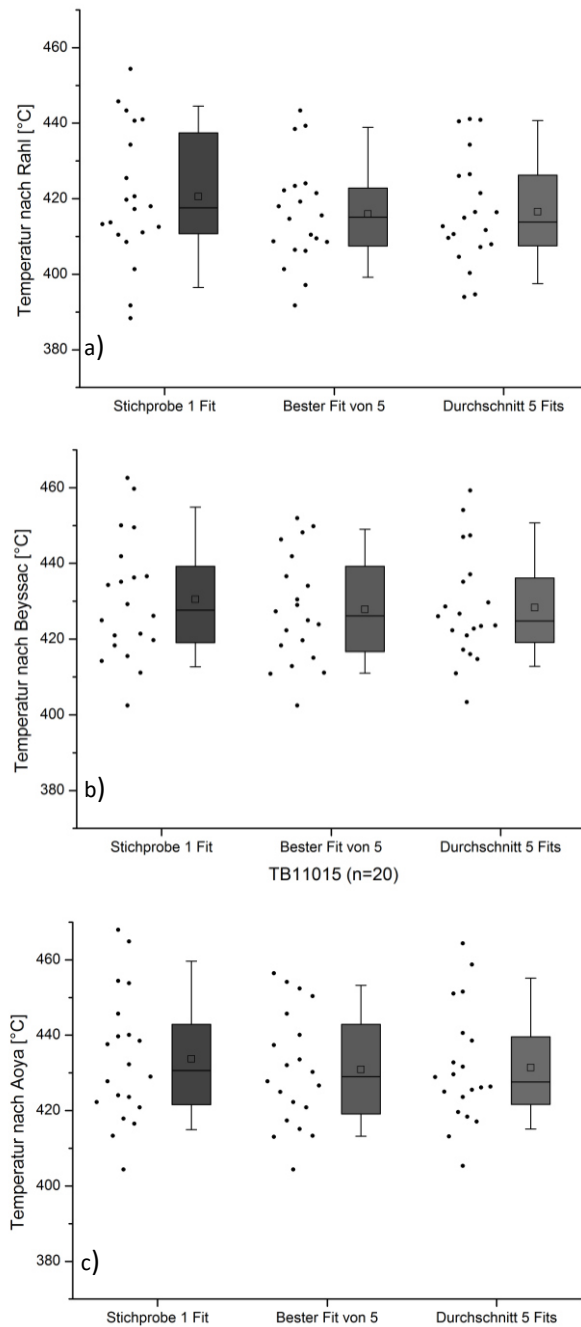 Temperatur nach Rahl [°C]
460
440
420
400
380
a)
Stichprobe 1 Fit
Bester Fit von 5
Durchschnitt 5 Fits
Temperatur nach Beyssac [°C]
460
440
420
400
380
b)
Stichprobe 1 Fit
Bester Fit von 5
Durchschnitt 5 Fits
TB11015 (n=20)
Temperatur nach Aoya [°C]
460
440
420
400
380
c)
Stichprobe 1 Fit
Bester Fit von 5
Durchschnitt 5 Fits